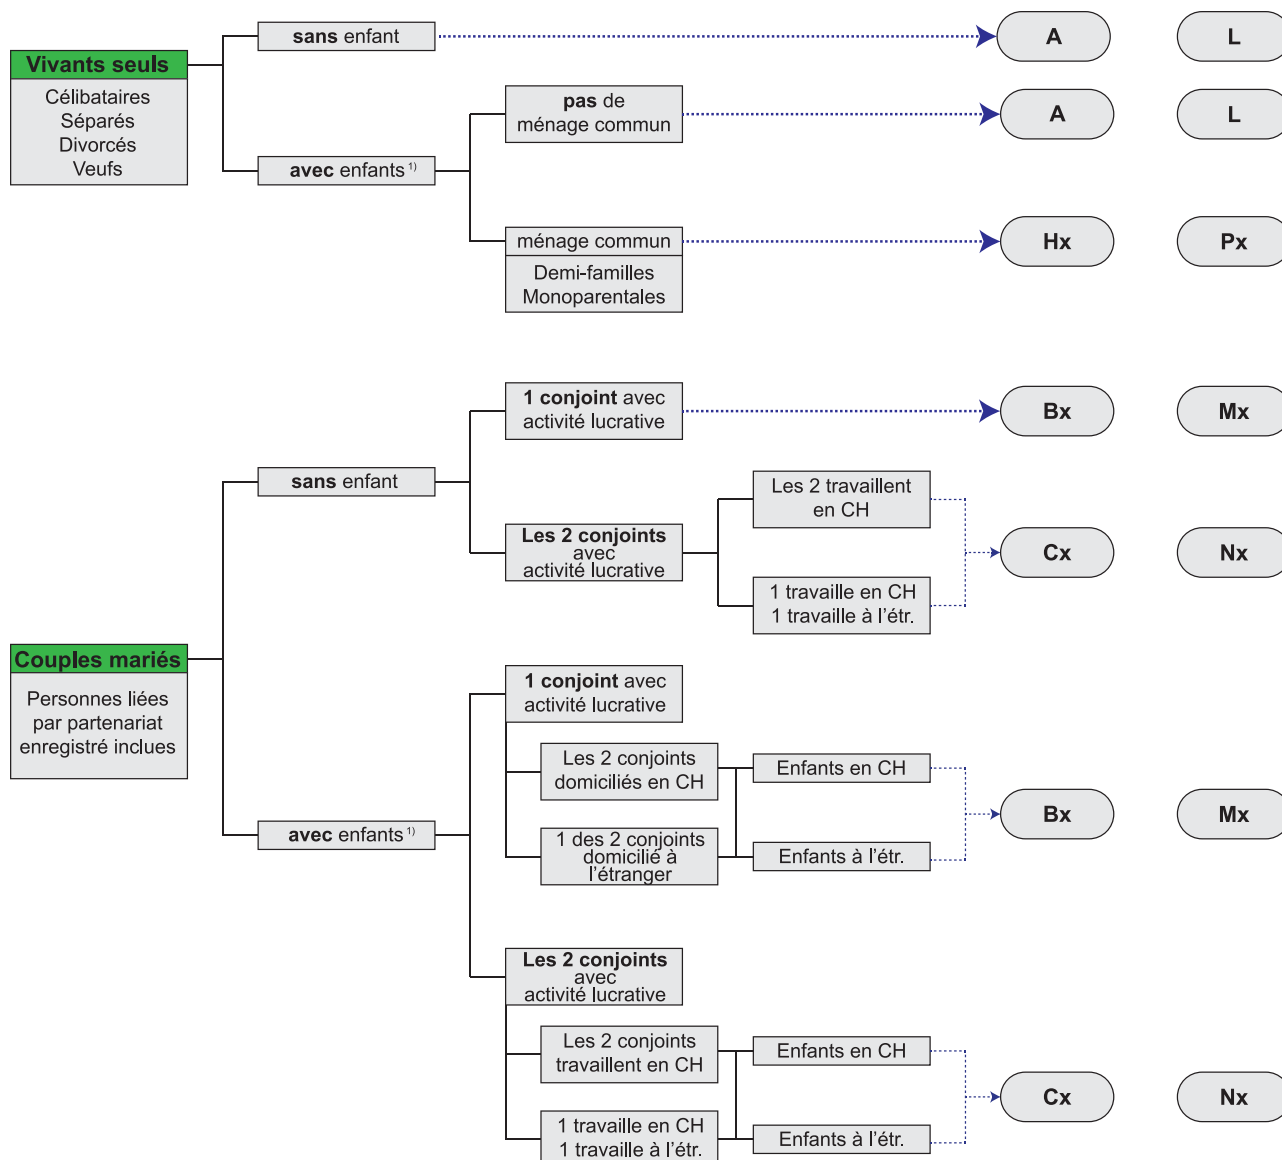 sans enfant
A
L
Vivants seuls
Célibataires
Séparés
Divorcés
Veufs
pas de
ménage commun
A
L
avec enfants 1)
ménage commun
Demi-familles
Monoparentales
Hx
Px
1 conjoint avec
activité lucrative
Bx
Mx
sans enfant
Les 2 travaillent
en CH
Les 2 conjoints
avec
activité lucrative
Cx
Nx
1 travaille en CH
1 travaille à l'étr.
Couples mariés
Personnes liées
par partenariat
enregistré inclues
1 conjoint avec
activité lucrative
Les 2 conjoints
domiciliés en CH
Enfants en CH
Bx
Mx
avec enfants 1)
1 des 2 conjoints
domicilié à
l'étranger
Enfants à l'étr.
Les 2 conjoints
avec
activité lucrative
Les 2 conjoints
travaillent en CH
Enfants en CH
Cx
Nx
1 travaille en CH
1 travaille à l'étr.
Enfants à l'étr.